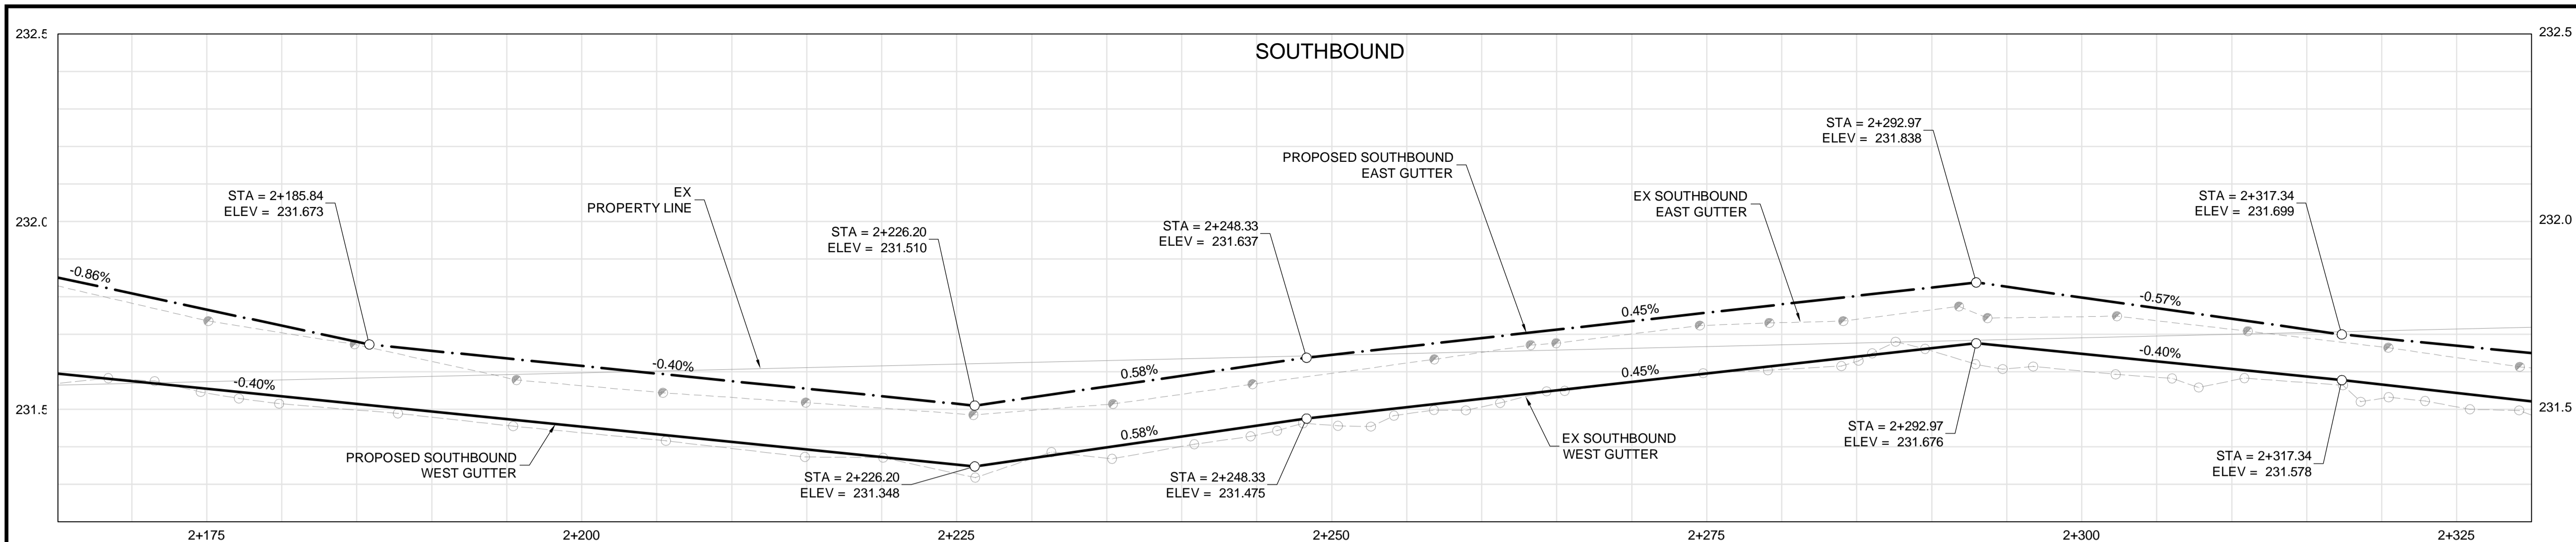 SOUTHBOUND
232.5
232.5
STA = 2+292.97
ELEV = 231.838
PROPOSED SOUTHBOUND
EAST GUTTER
EX
PROPERTY LINE
STA = 2+185.84
ELEV = 231.673
EX SOUTHBOUND
EAST GUTTER
STA = 2+317.34
ELEV = 231.699
232.0
232.0
STA = 2+226.20
ELEV = 231.510
STA = 2+248.33
ELEV = 231.637
-0.86%
-0.40%
0.58%
0.45%
-0.57%
-0.40%
0.58%
0.45%
-0.40%
231.5
231.5
PROPOSED SOUTHBOUND
WEST GUTTER
STA = 2+226.20
ELEV = 231.348
STA = 2+248.33
ELEV = 231.475
EX SOUTHBOUND
WEST GUTTER
STA = 2+292.97
ELEV = 231.676
STA = 2+317.34
ELEV = 231.578
2+175
2+200
2+225
2+250
2+275
2+300
2+325